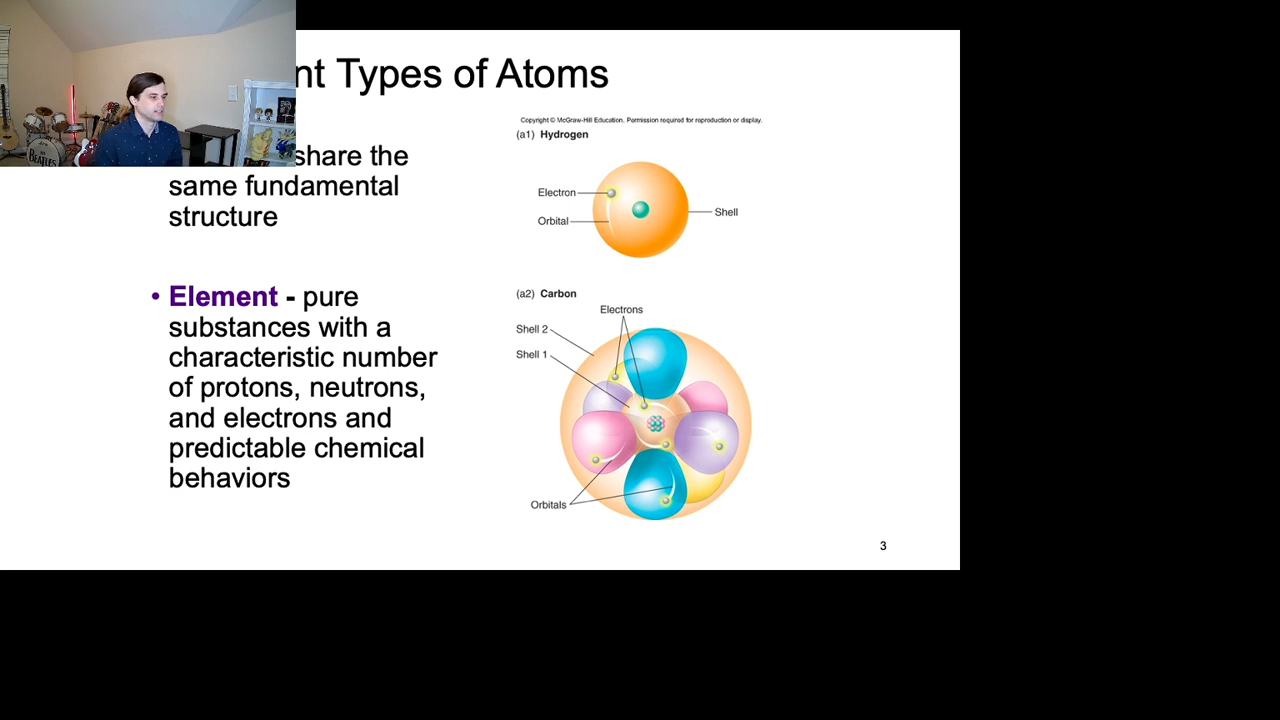 nt Types of Atoms
share the
same fundamental
structure
• Element - pure
substances with a
characteristic number
of protons, neutrons,
and electrons and
predictable chemical
behaviors
Copyright © McGraw-Hill Education. Permission required for reproduction or display.
(a1) Hydrogen
Electron
Orbital
Shell
(a2) Carbon
Electrons
Shell 2
Shell 1
Orbitals
3
THE
BEATLES